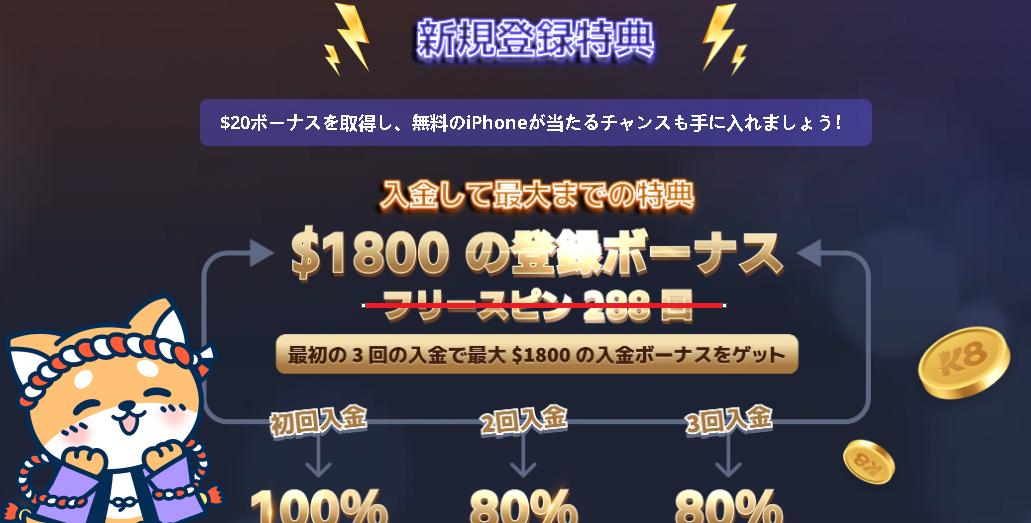 新規登録特典
$20ボーナスを取得し、無料のiPhoneが当たるチャンスも手に入れましょう!
入金して最大までの特典
$1800 の登録ボーナス
フリースピン 288 回
最初の 3 回の入金で最大 $1800 の入金ボーナスをゲット
初回入金 2回入金 3回入金
100% 80% 80%
K8
K8